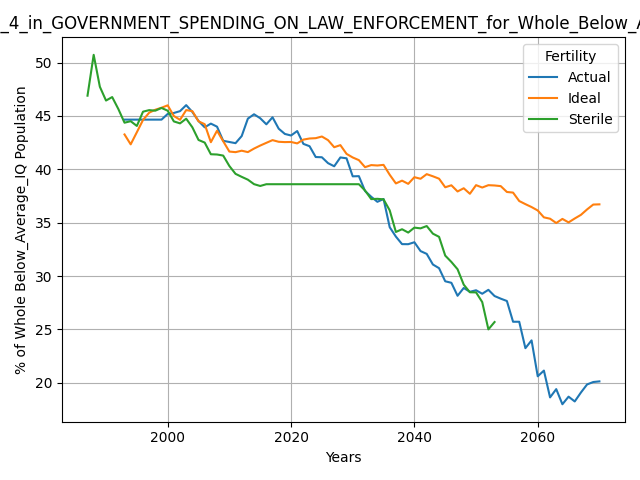 _4_in_GOVERNMENT_SPENDING_ON_LAW_ENFORCEMENT_for_Whole_Below_A
Fertility
Actual
Ideal
Sterile
% of Whole Below_Average_IQ Population
50
45
40
35
30
25
20
2000
2020
2040
2060
Years